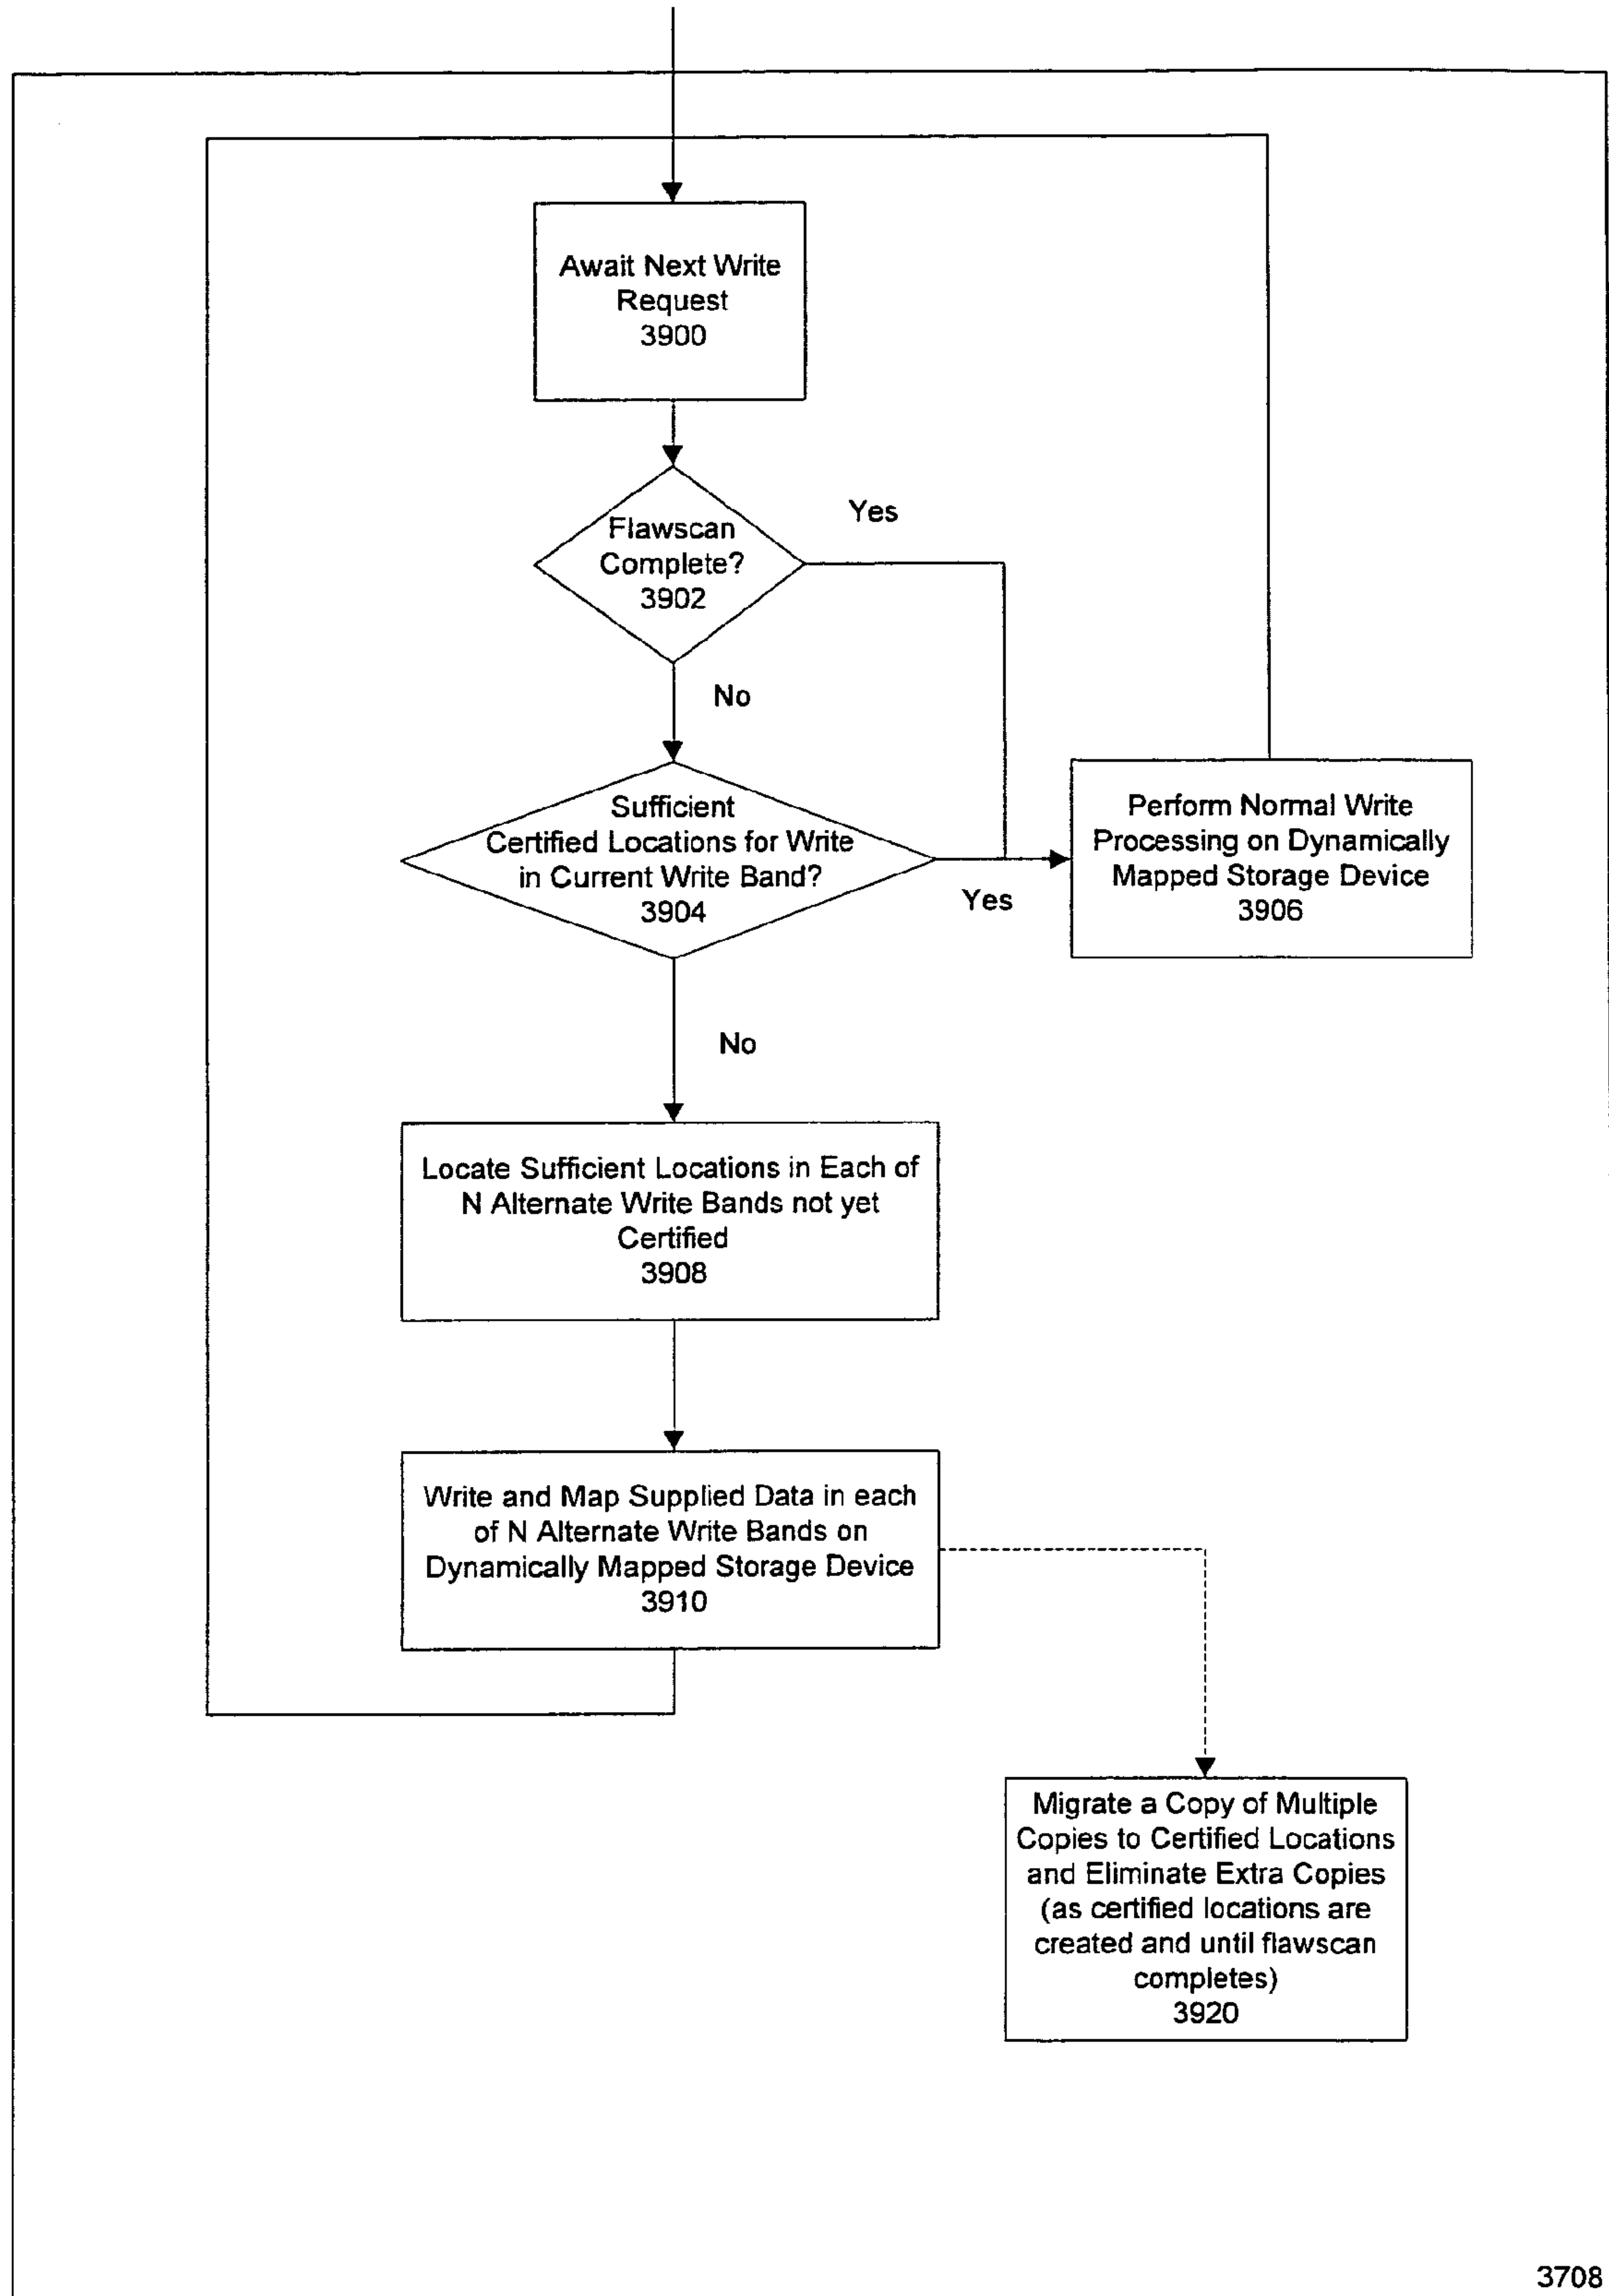 Await Next Write
Request
3900
Flawscan
Complete?
3902
Yes
No
Sufficient
Certified Locations for Write
in Current Write Band?
3904
Yes
Perform Normal Write
Processing on Dynamically
Mapped Storage Device
3906
No
Locate Sufficient Locations in Each of
N Alternate Write Bands not yet
Certified
3908
Write and Map Supplied Data in each
of N Alternate Write Bands on
Dynamically Mapped Storage Device
3910
Migrate a Copy of Multiple
Copies to Certified Locations
and Eliminate Extra Copies
(as certified locations are
created and until flawscan
completes)
3920
3708